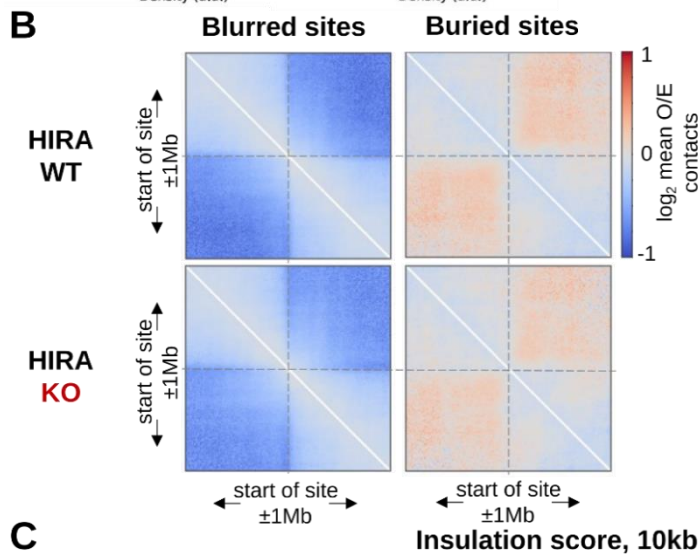 B
Blurred sites
Buried sites
HIRA
WT
start of site
±1Mb
1
0
-1
log2 mean O/E
contacts
HIRA
KO
start of site
±1Mb
start of site
±1Mb
start of site
±1Mb
C
Insulation score, 10kb